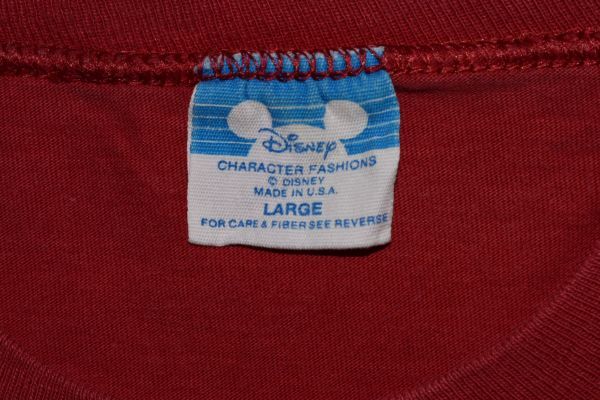 Disney
CHARACTER FASHIONS
© DISNEY
MADE IN U.S.A.
LARGE
FOR CARE & FIBER SEE REVERSE